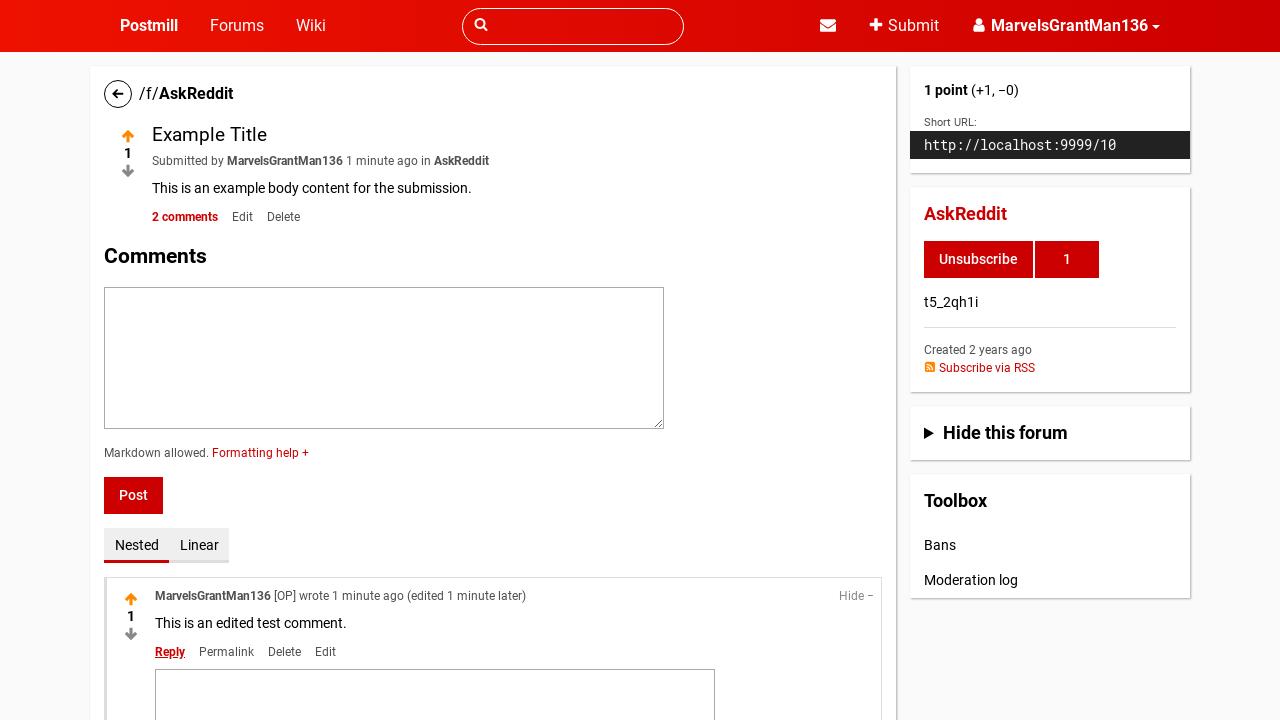 Postmill Forums Wiki Submit MarvelsGrantMan136
/f/AskReddit
Example Title
1
Submitted by MarvelsGrantMan136 1 minute ago in AskReddit
This is an example body content for the submission.
2 comments Edit Delete
Comments
Markdown allowed. Formatting help +
Post
Nested Linear
MarvelsGrantMan136 [OP] wrote 1 minute ago (edited 1 minute later) Hide −
1
This is an edited test comment.
Reply Permalink Delete Edit
1 point (+1, −0)
Short URL:
http://localhost:9999/10
AskReddit
Unsubscribe 1
t5_2qh1i
Created 2 years ago
Subscribe via RSS
Hide this forum
Toolbox
Bans
Moderation log